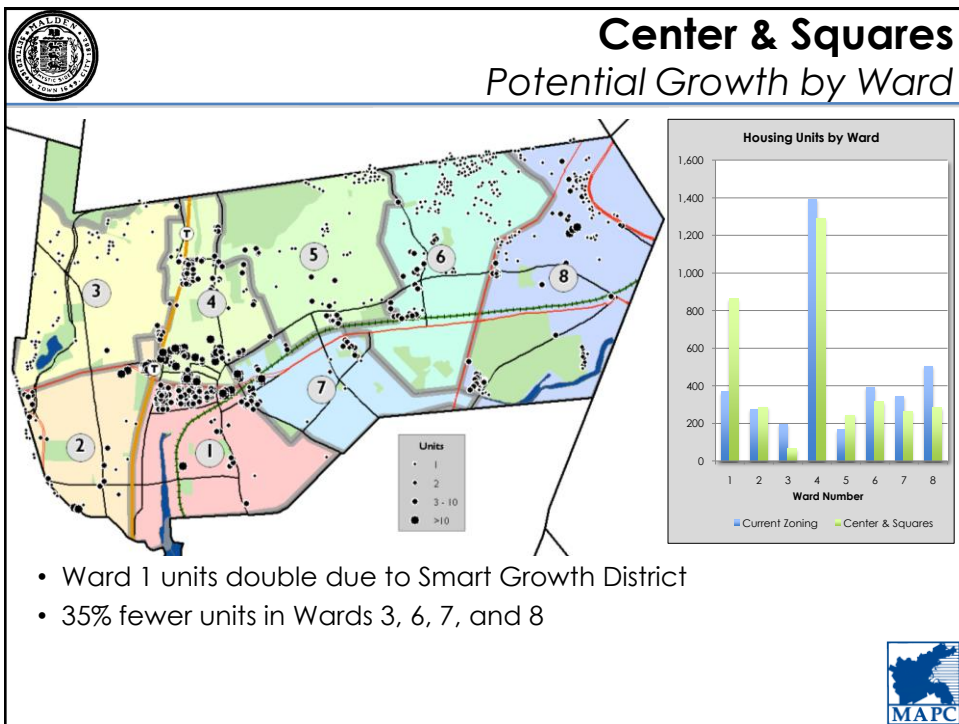 MALDEN
Center & Squares
Potential Growth by Ward
T
3
4
5
6
8
T
7
2
1
Units
1
2
3 - 10
>10
Housing Units by Ward
1,600
1,400
1,200
1,000
800
600
400
200
0
1 2 3 4 5 6 7 8
Ward Number
Current Zoning Center & Squares
• Ward 1 units double due to Smart Growth District
• 35% fewer units in Wards 3, 6, 7, and 8
MAPC